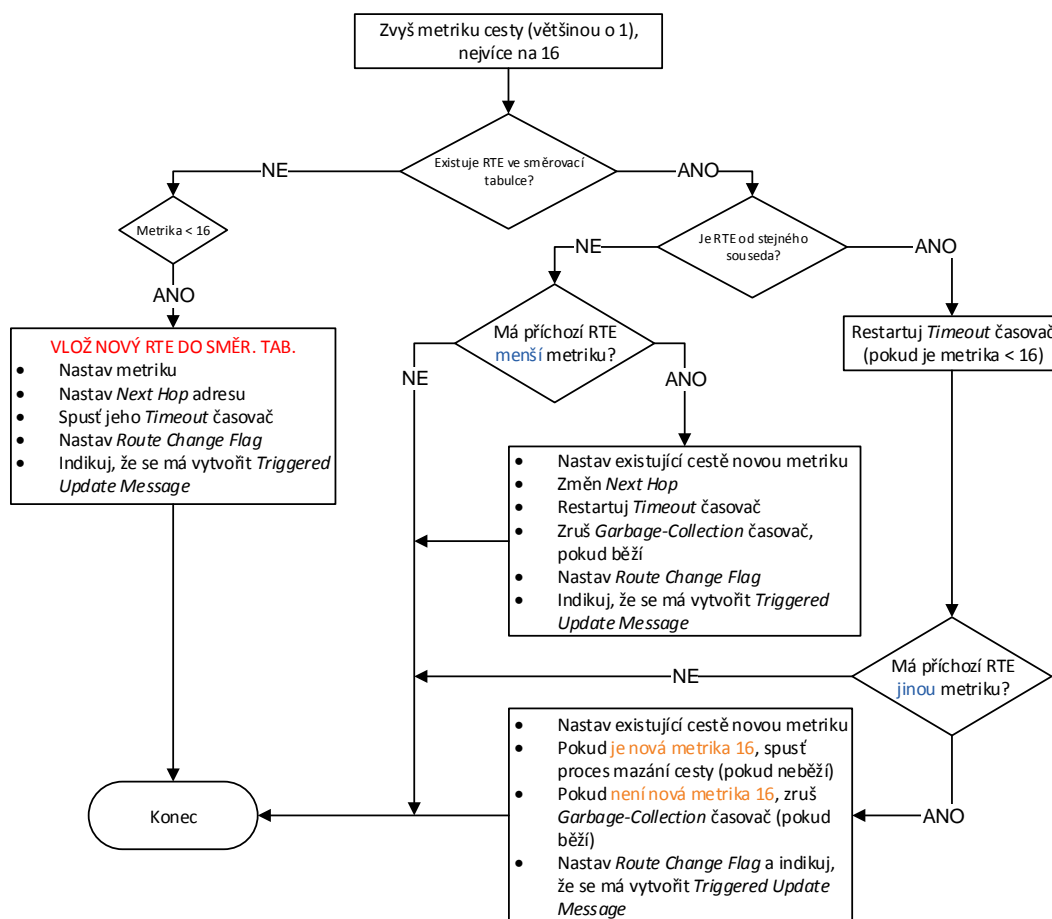 Zvyš metriku cesty (většinou o 1),
nejvíce na 16
Existuje RTE ve směrovací
tabulce?
NE
ANO
Metrika < 16
Je RTE od stejného
souseda?
NE
ANO
ANO
Má příchozí RTE
menší metriku?
Restartuj Timeout časovač
(pokud je metrika < 16)
VLOŽ NOVÝ RTE DO SMĚR. TAB.
• Nastav metriku
• Nastav Next Hop adresu
• Spusť jeho Timeout časovač
• Nastav Route Change Flag
• Indikuj, že se má vytvořit Triggered
Update Message
NE
ANO
• Nastav existující cestě novou metriku
• Změn Next Hop
• Restartuj Timeout časovač
• Zruš Garbage-Collection časovač,
pokud běží
• Nastav Route Change Flag
• Indikuj, že se má vytvořit Triggered
Update Message
Má příchozí RTE
jinou metriku?
NE
ANO
• Nastav existující cestě novou metriku
• Pokud je nová metrika 16, spusť
proces mazání cesty (pokud neběží)
• Pokud není nová metrika 16, zruš
Garbage-Collection časovač (pokud
běží)
• Nastav Route Change Flag a indikuj,
že se má vytvořit Triggered Update
Message
Konec